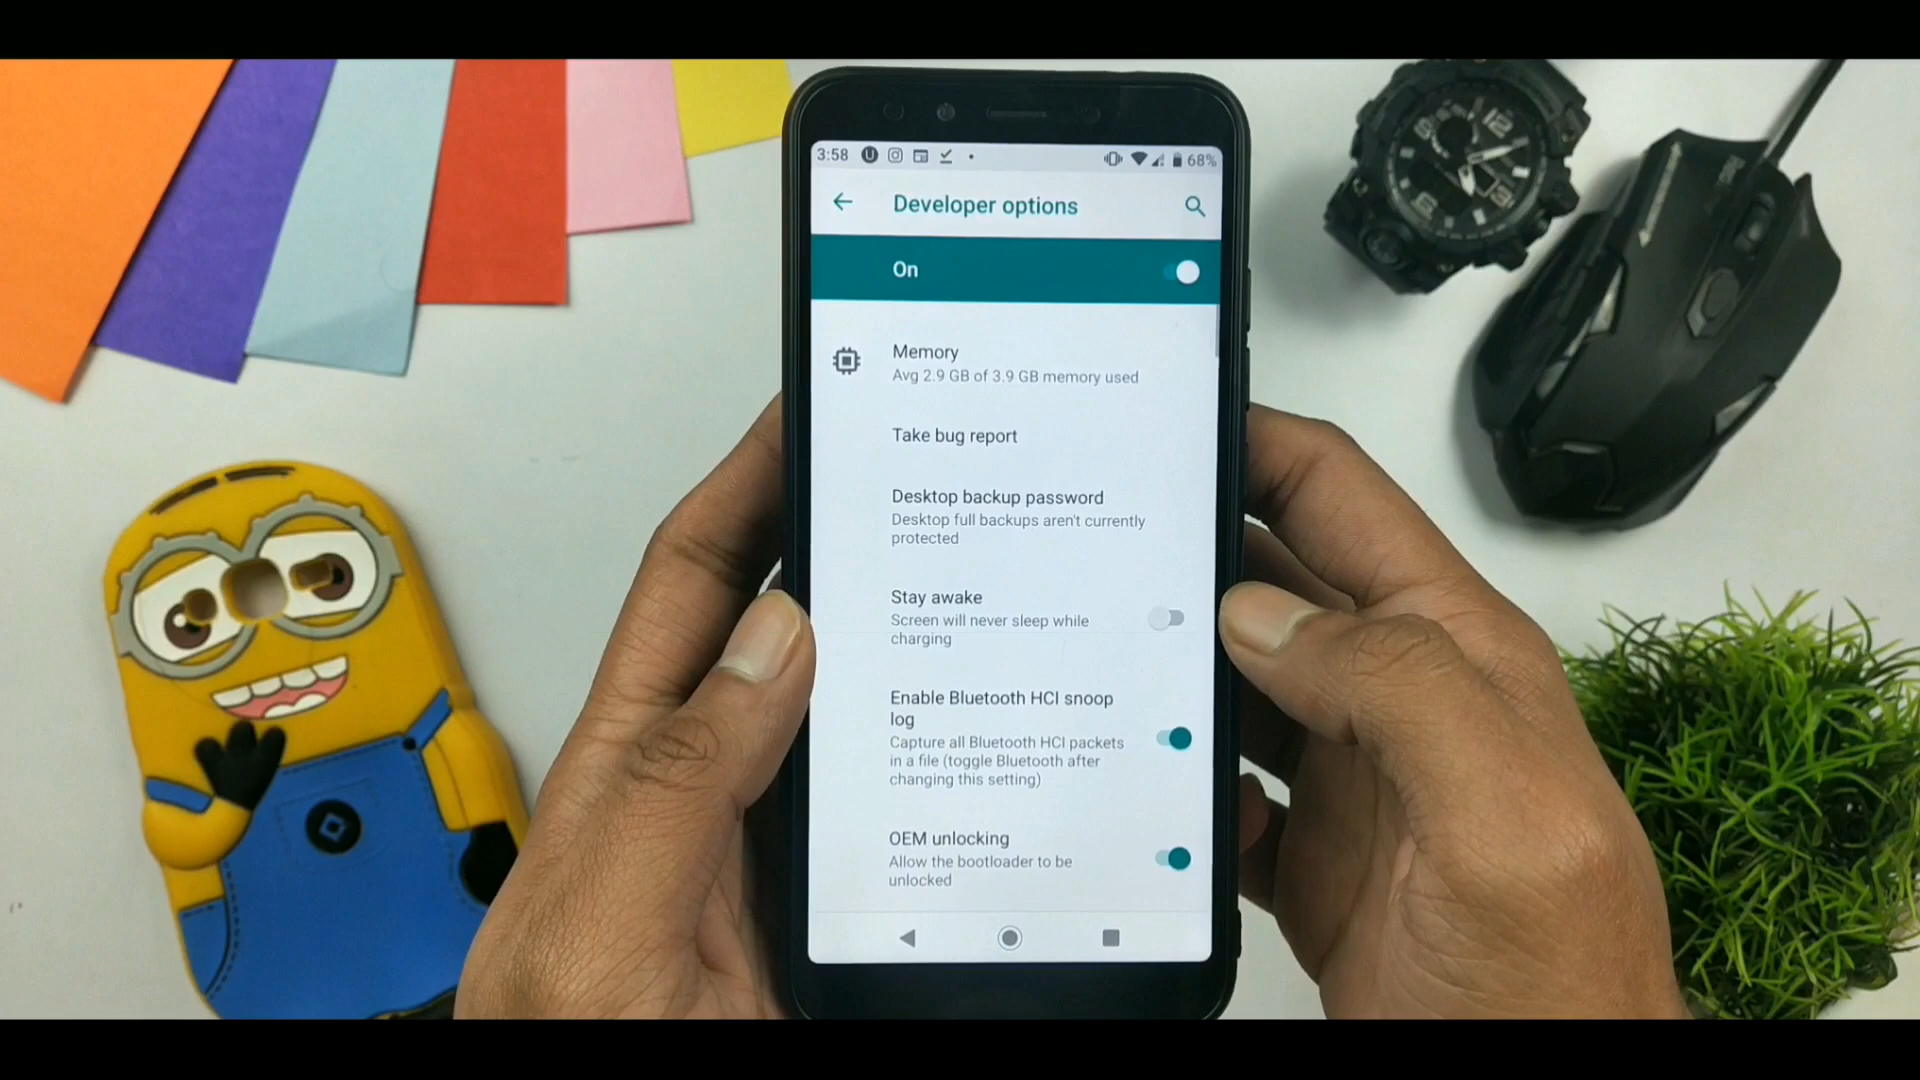 3:58
68%
Developer options
On
Memory
Avg 2.9 GB of 3.9 GB memory used
Take bug report
Desktop backup password
Desktop full backups aren't currently
protected
Stay awake
Screen will never sleep while
charging
Enable Bluetooth HCI snoop
log
Capture all Bluetooth HCI packets
in a file (toggle Bluetooth after
changing this setting)
OEM unlocking
Allow the bootloader to be
unlocked
12
3
6